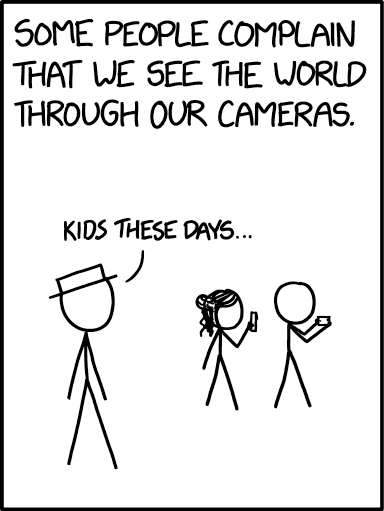 SOME PEOPLE COMPLAIN
THAT WE SEE THE WORLD
THROUGH OUR CAMERAS.
KIDS THESE DAYS...